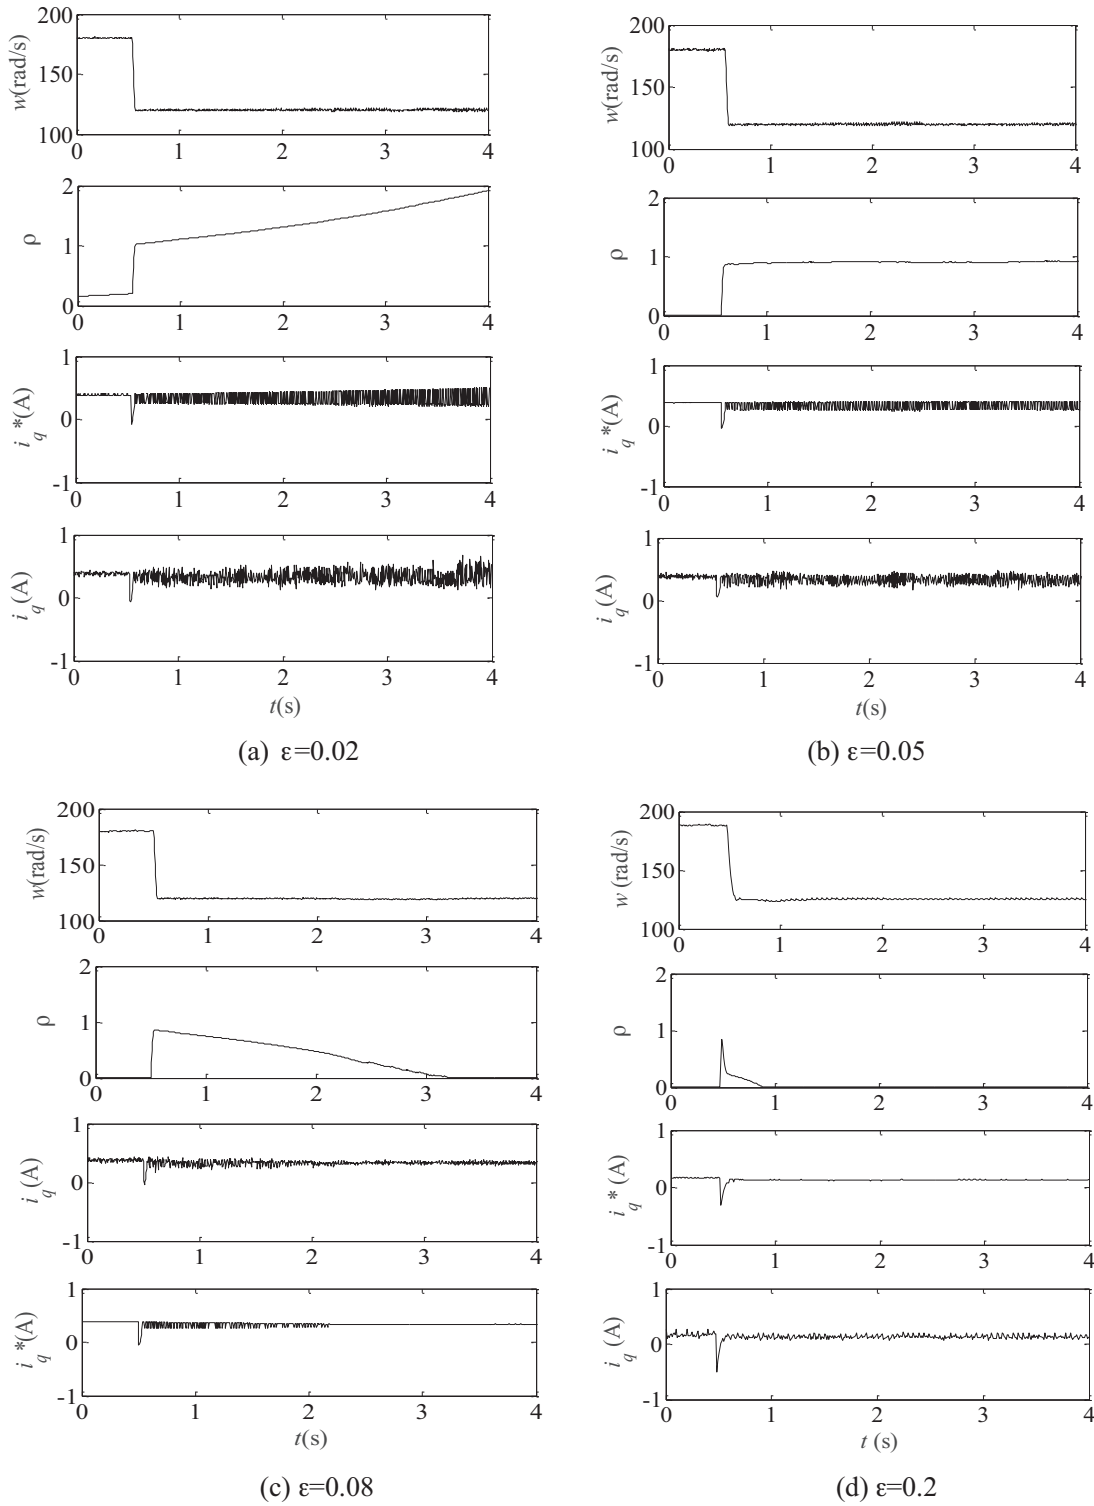 200
w(rad/s)
150
100
0 1 2 3 4
2
ρ
1
0
0 1 2 3 4
1
i_q*(A)
0
-1
0 1 2 3 4
1
i_q(A)
0
-1
0 1 2 3 4
t(s)
(a) ε=0.02
200
w(rad/s)
150
100
0 1 2 3 4
2
ρ
1
0
0 1 2 3 4
1
i_q*(A)
0
-1
0 1 2 3 4
1
i_q(A)
0
-1
0 1 2 3 4
t(s)
(b) ε=0.05
200
w(rad/s)
150
100
0 1 2 3 4
2
ρ
1
0
0 1 2 3 4
1
i_q(A)
0
-1
0 1 2 3 4
1
i_q*(A)
0
-1
0 1 2 3 4
t(s)
(c) ε=0.08
200
w (rad/s)
150
100
0 1 2 3 4
2
ρ
1
0
0 1 2 3 4
1
i_q* (A)
0
-1
0 1 2 3 4
1
i_q (A)
0
-1
0 1 2 3 4
t (s)
(d) ε=0.2